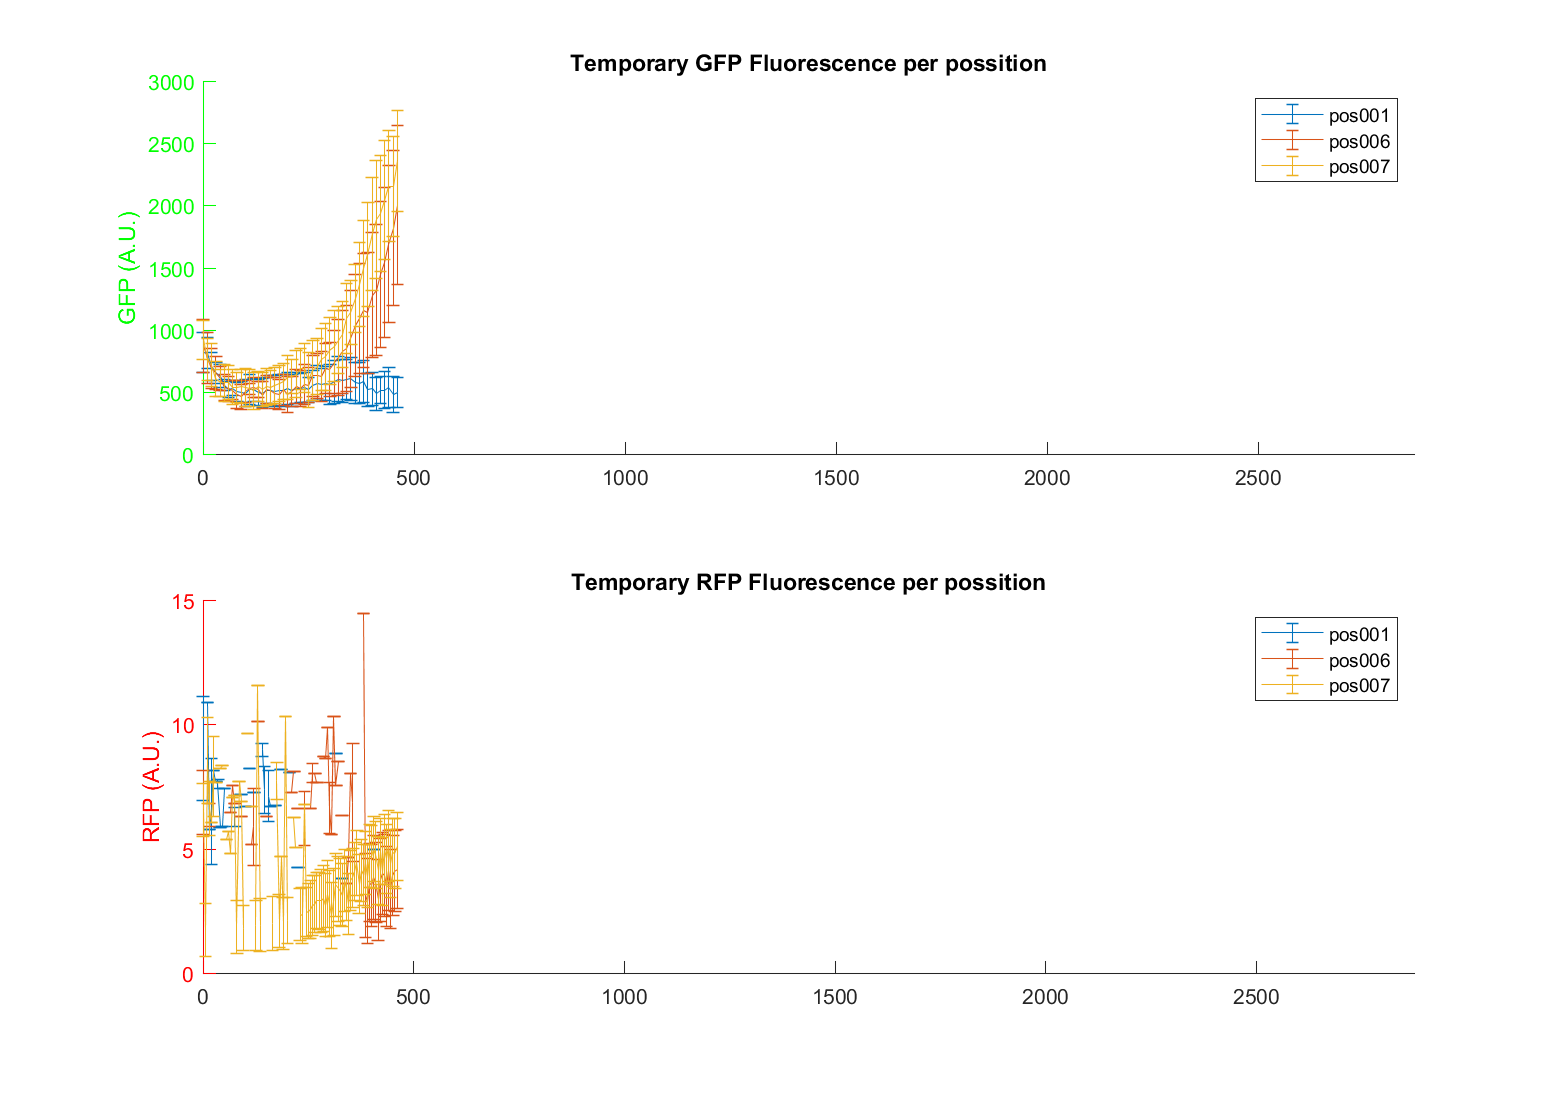 Temporary GFP Fluorescence per possition
3000
2500
2000
1500
1000
500
0
GFP (A.U.)
pos001
pos006
pos007
0 500 1000 1500 2000 2500
Temporary RFP Fluorescence per possition
15
10
5
0
RFP (A.U.)
pos001
pos006
pos007
0 500 1000 1500 2000 2500